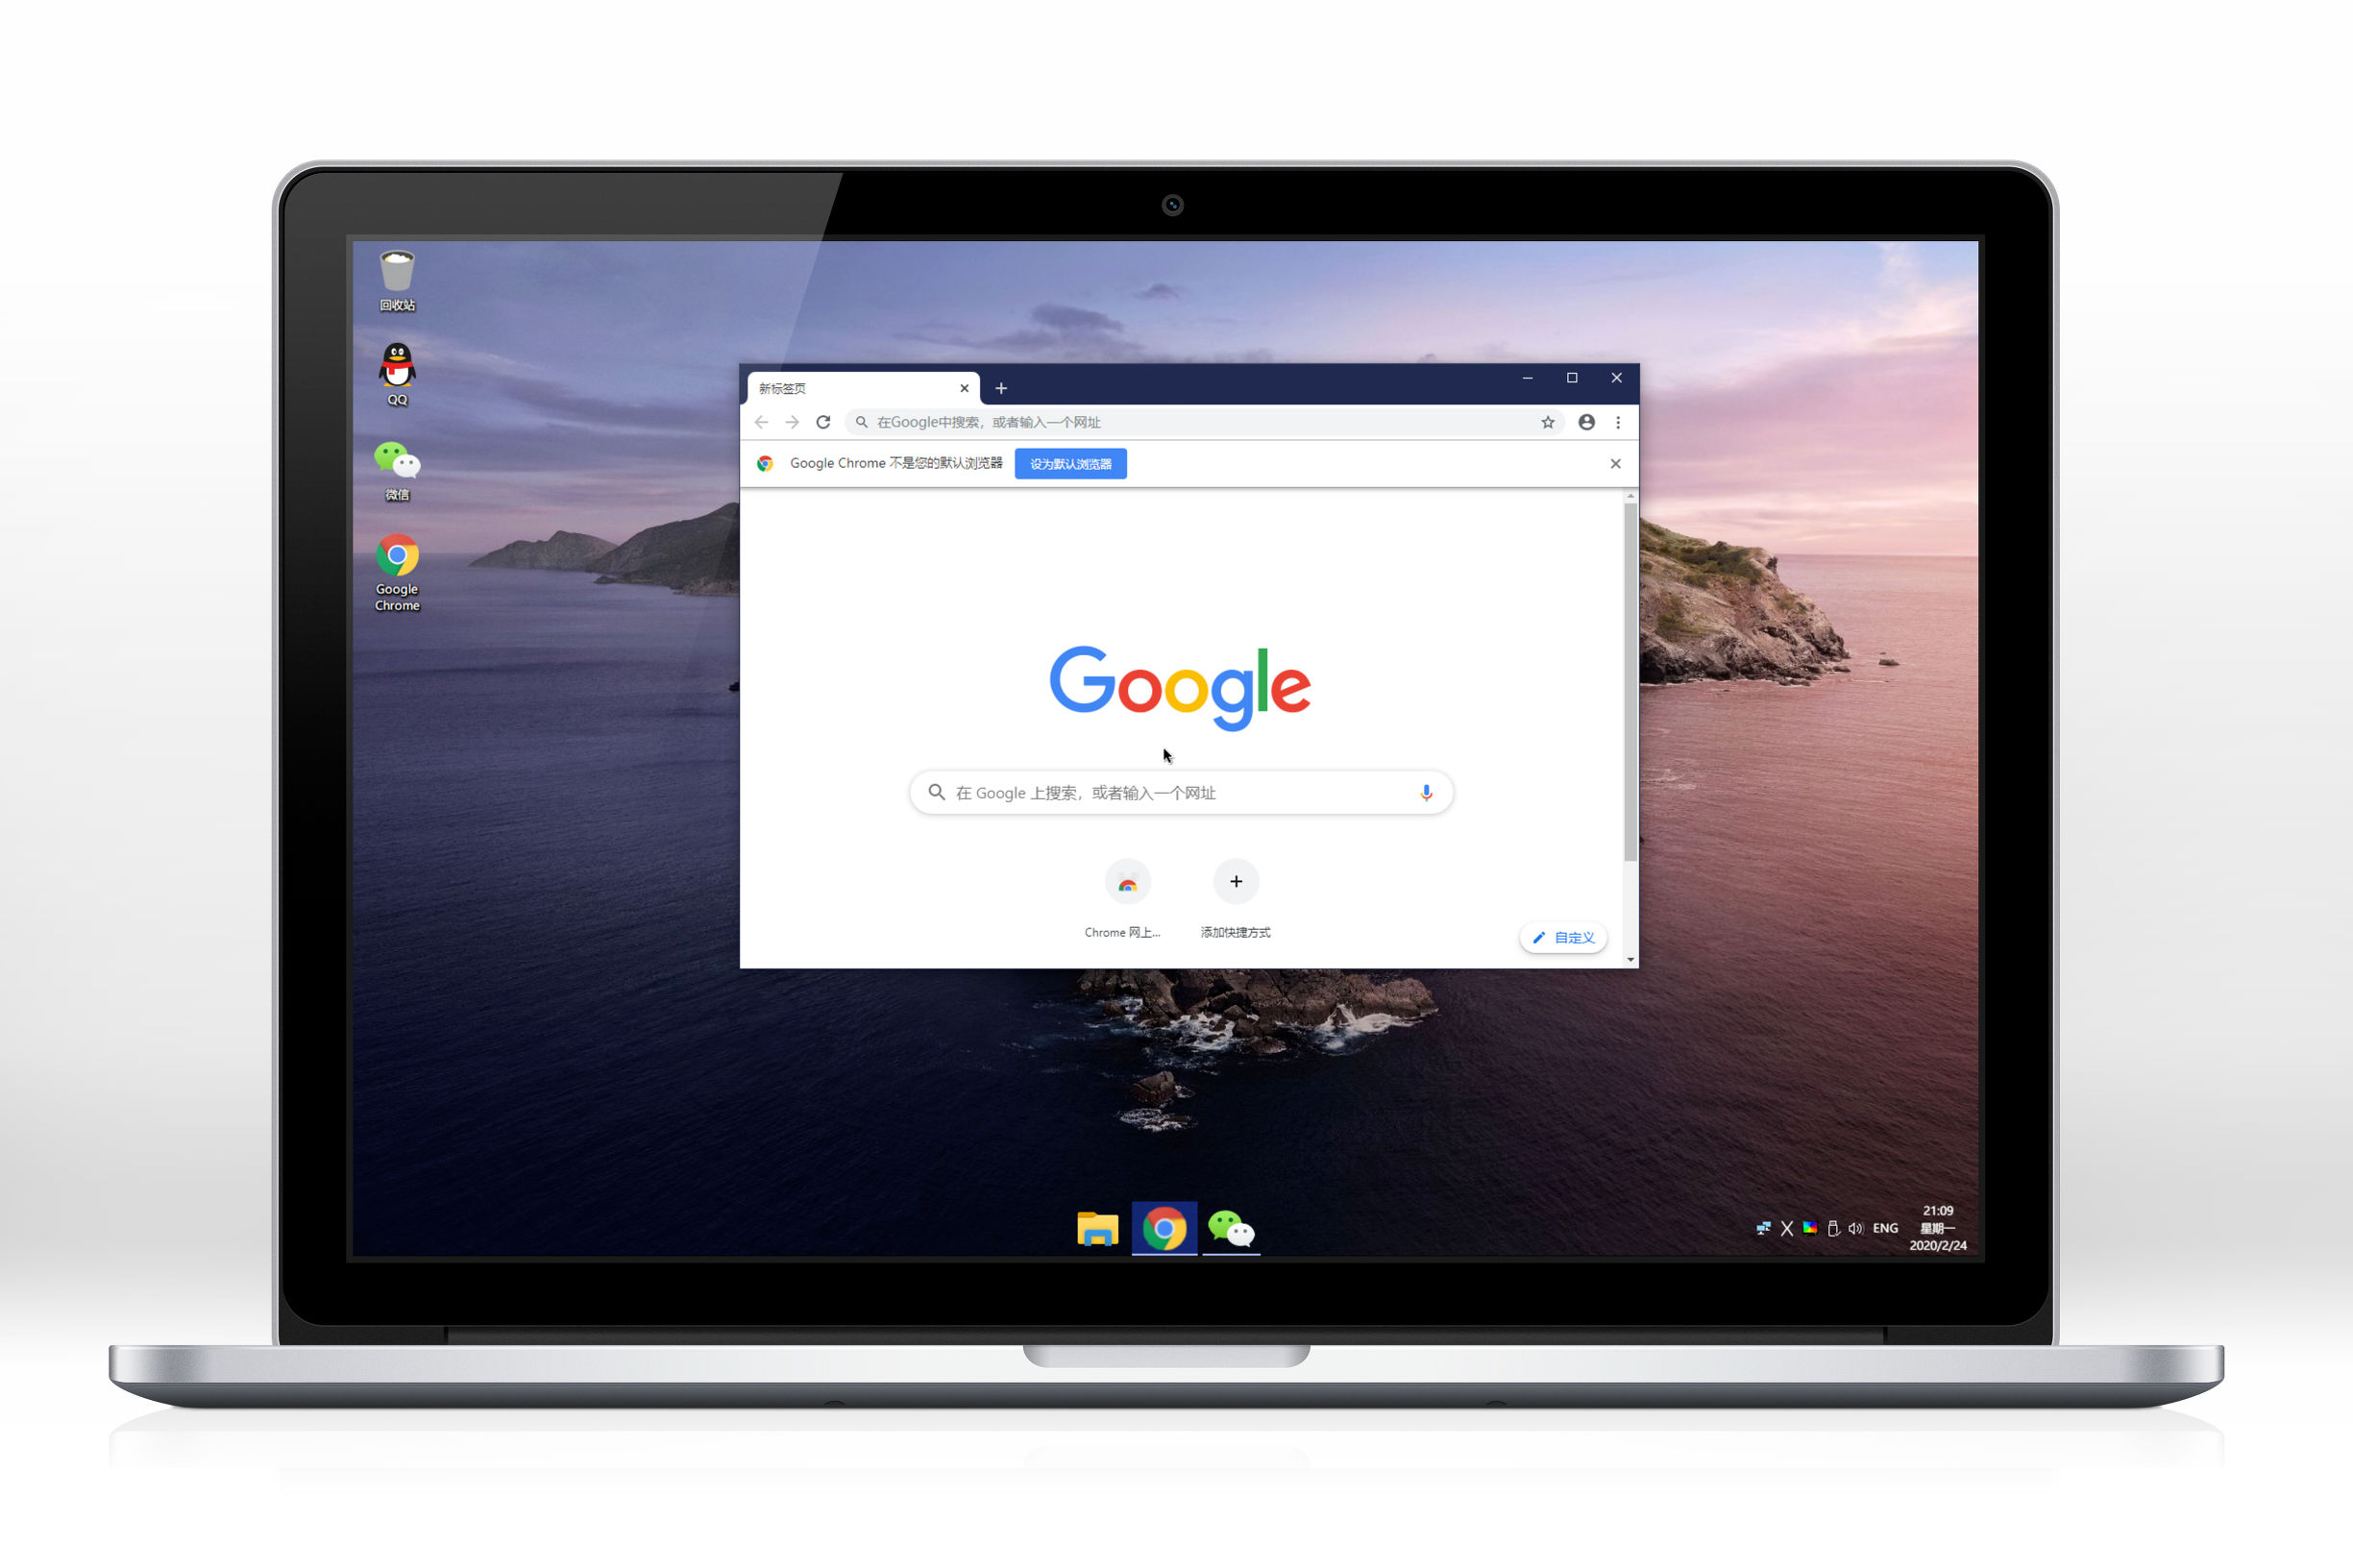 回收站
QQ
微信
Google
Chrome
新标签页
在Google中搜索，或者输入一个网址
Google Chrome 不是您的默认浏览器
设为默认浏览器
Google
在 Google 上搜索，或者输入一个网址
Chrome 网上...
添加快捷方式
自定义
ENG
21:09
星期一
2020/2/24